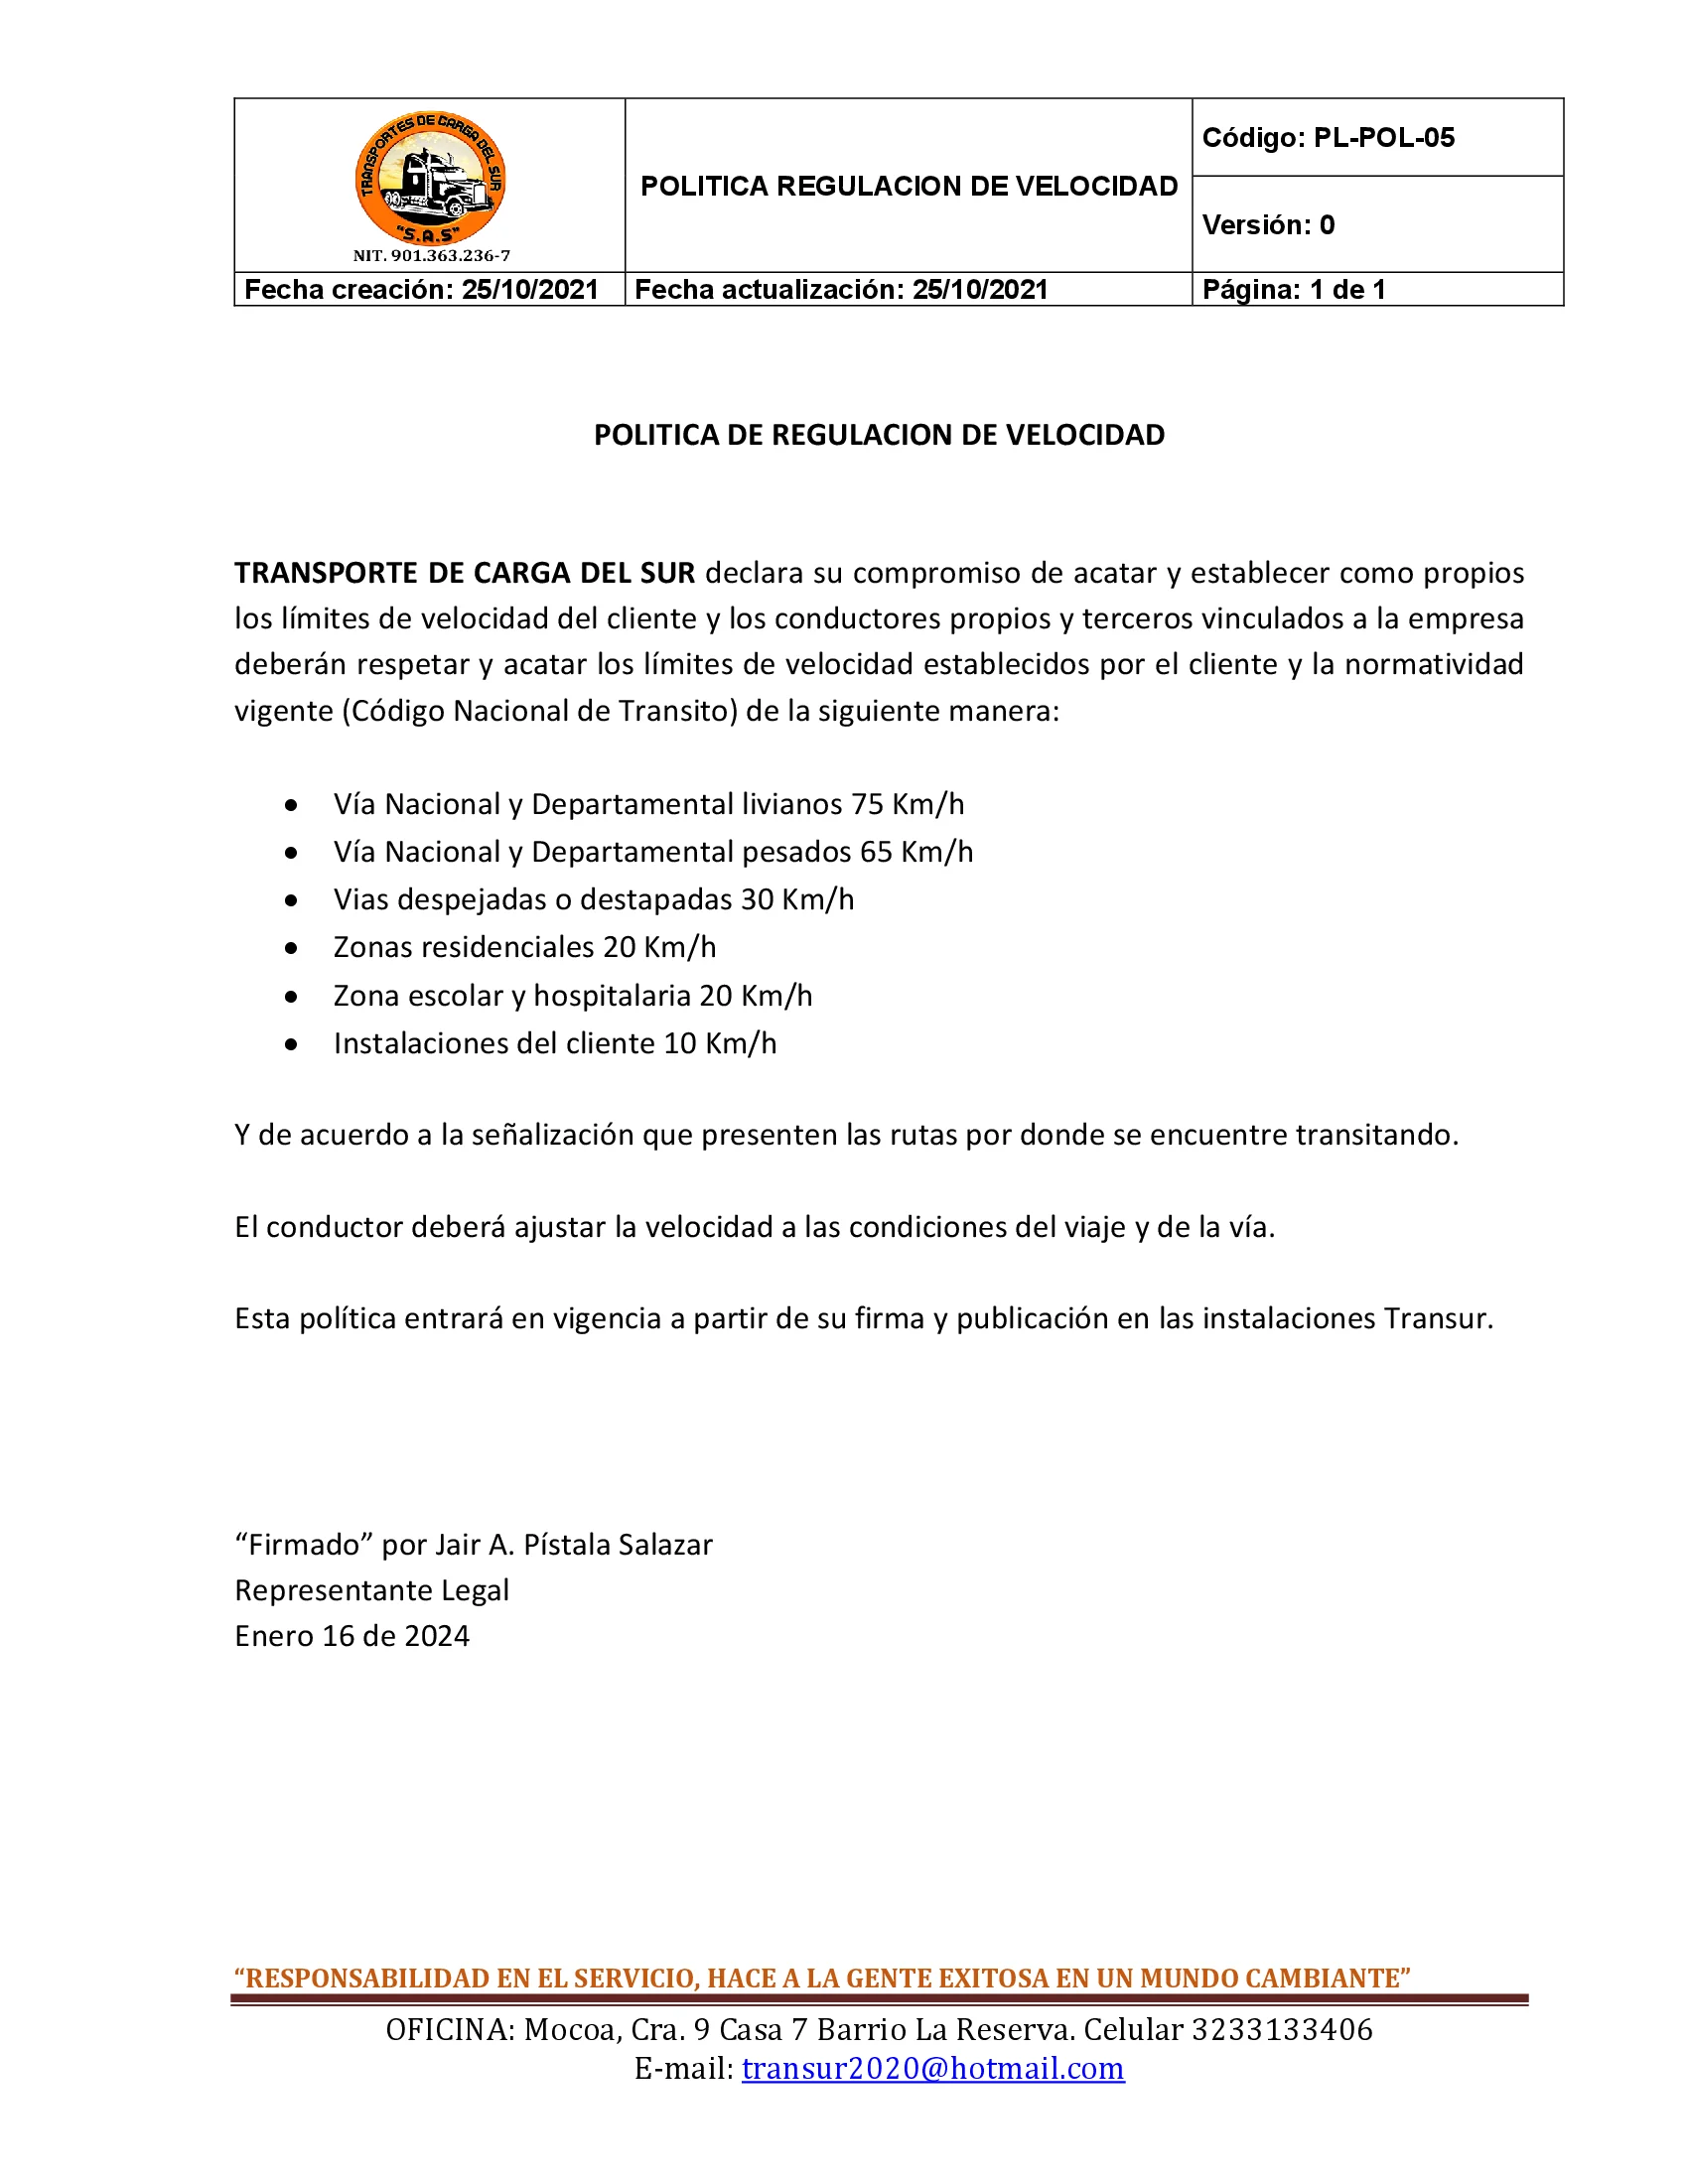 TRANSPORTES DE CARGA DEL SUR
"S.A.S"
NIT. 901.363.236-7
POLITICA REGULACION DE VELOCIDAD
Código: PL-POL-05
Versión: 0
Fecha creación: 25/10/2021
Fecha actualización: 25/10/2021
Página: 1 de 1
POLITICA DE REGULACION DE VELOCIDAD
TRANSPORTE DE CARGA DEL SUR declara su compromiso de acatar y establecer como propios
los límites de velocidad del cliente y los conductores propios y terceros vinculados a la empresa
deberán respetar y acatar los límites de velocidad establecidos por el cliente y la normatividad
vigente (Código Nacional de Transito) de la siguiente manera:
• Vía Nacional y Departamental livianos 75 Km/h
• Vía Nacional y Departamental pesados 65 Km/h
• Vias despejadas o destapadas 30 Km/h
• Zonas residenciales 20 Km/h
• Zona escolar y hospitalaria 20 Km/h
• Instalaciones del cliente 10 Km/h
Y de acuerdo a la señalización que presenten las rutas por donde se encuentre transitando.
El conductor deberá ajustar la velocidad a las condiciones del viaje y de la vía.
Esta política entrará en vigencia a partir de su firma y publicación en las instalaciones Transur.
“Firmado” por Jair A. Pístala Salazar
Representante Legal
Enero 16 de 2024
“RESPONSABILIDAD EN EL SERVICIO, HACE A LA GENTE EXITOSA EN UN MUNDO CAMBIANTE”
OFICINA: Mocoa, Cra. 9 Casa 7 Barrio La Reserva. Celular 3233133406
E-mail: transur2020@hotmail.com